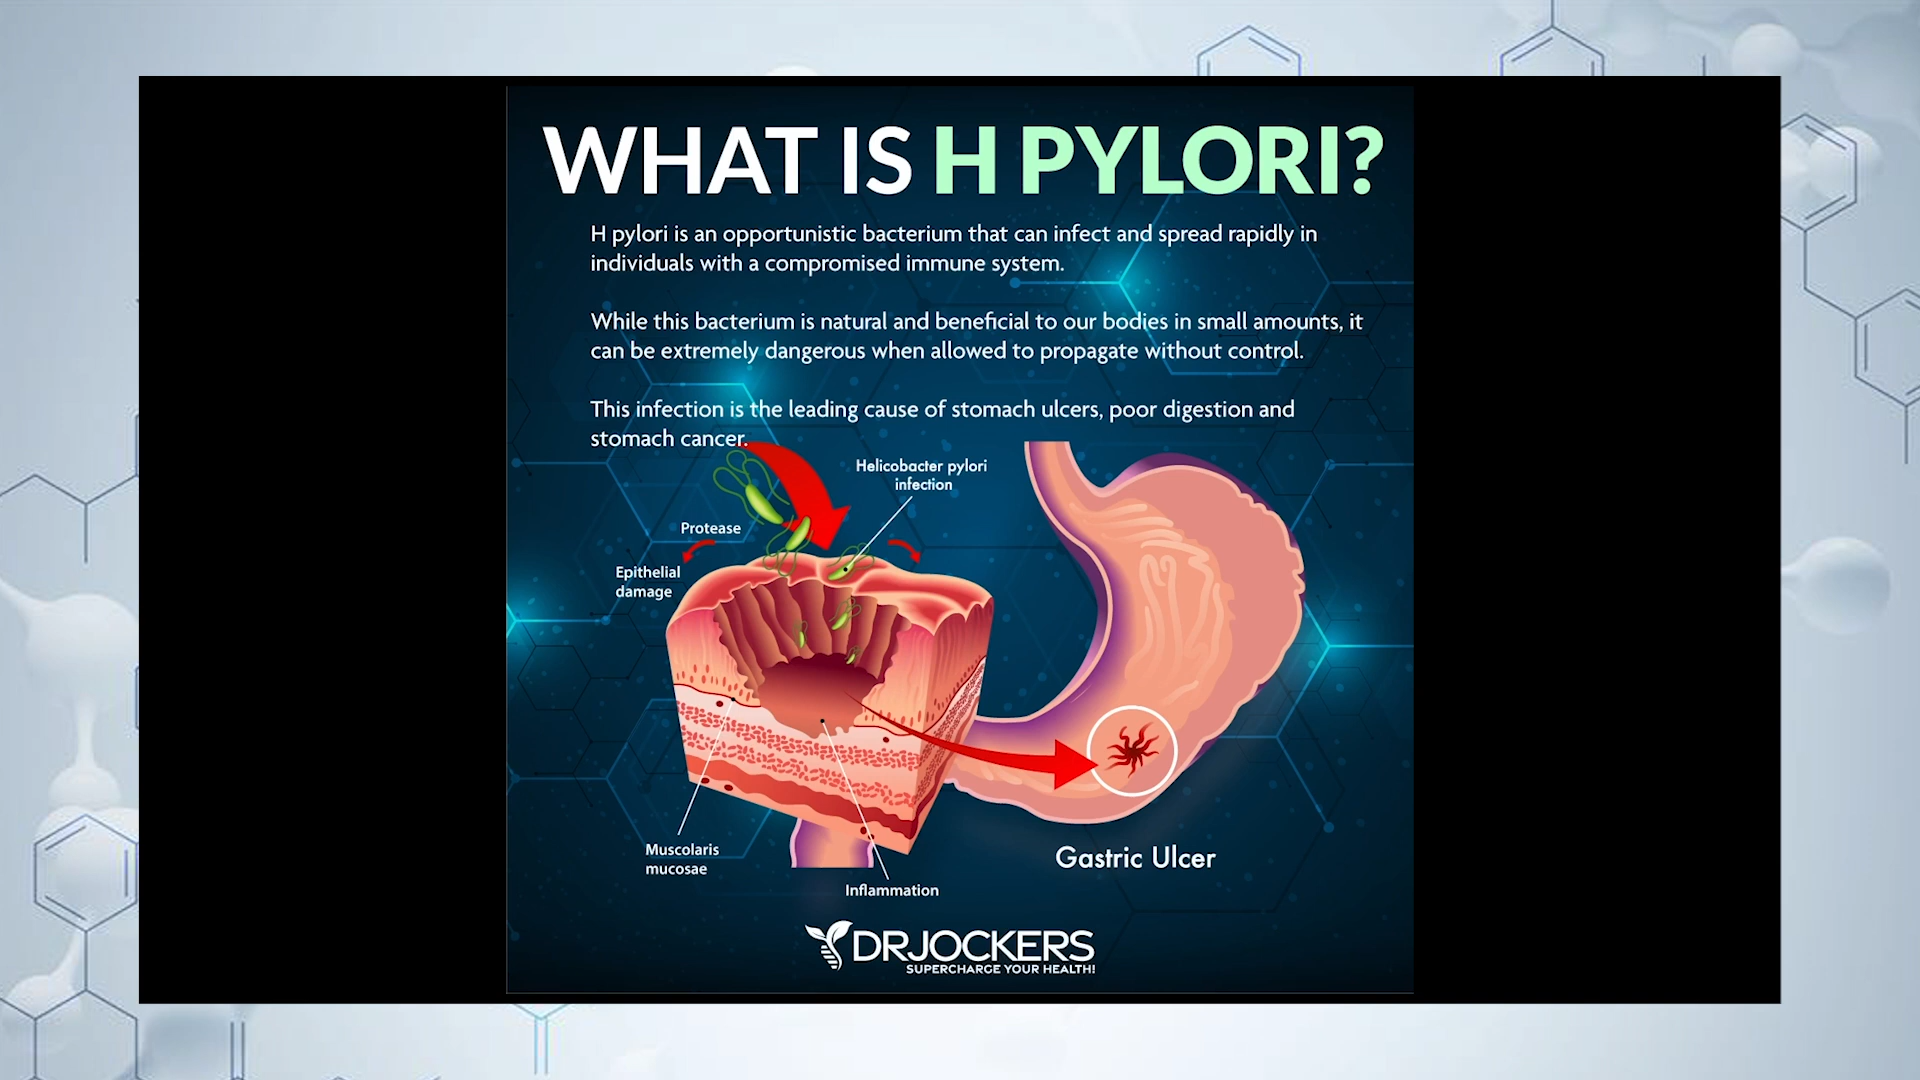 WHAT IS H PYLORI?
H pylori is an opportunistic bacterium that can infect and spread rapidly in
individuals with a compromised immune system.
While this bacterium is natural and beneficial to our bodies in small amounts, it
can be extremely dangerous when allowed to propagate without control.
This infection is the leading cause of stomach ulcers, poor digestion and
stomach cancer.
Helicobacter pylori
infection
Protease
Epithelial
damage
Muscolaris
mucosae
Inflammation
Gastric Ulcer
DRJOCKERS
SUPERCHARGE YOUR HEALTH!